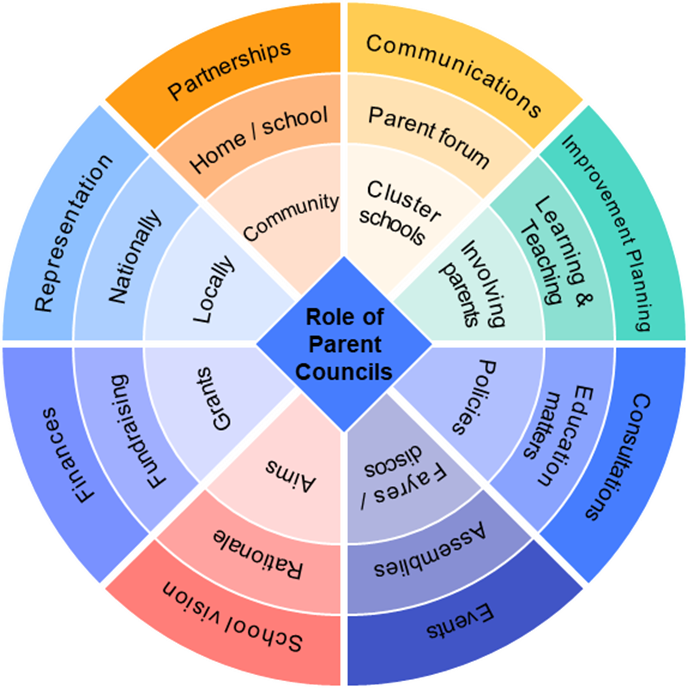 Role of
Parent
Councils
Communications
Parent forum
Cluster
schools
Improvement Planning
Learning &
Teaching
Involving
parents
Consultations
Education
matters
Policies
Events
Assemblies
Fayres /
discos
School vision
Rationale
Aims
Finances
Fundraising
Grants
Representation
Nationally
Locally
Partnerships
Home / school
Community